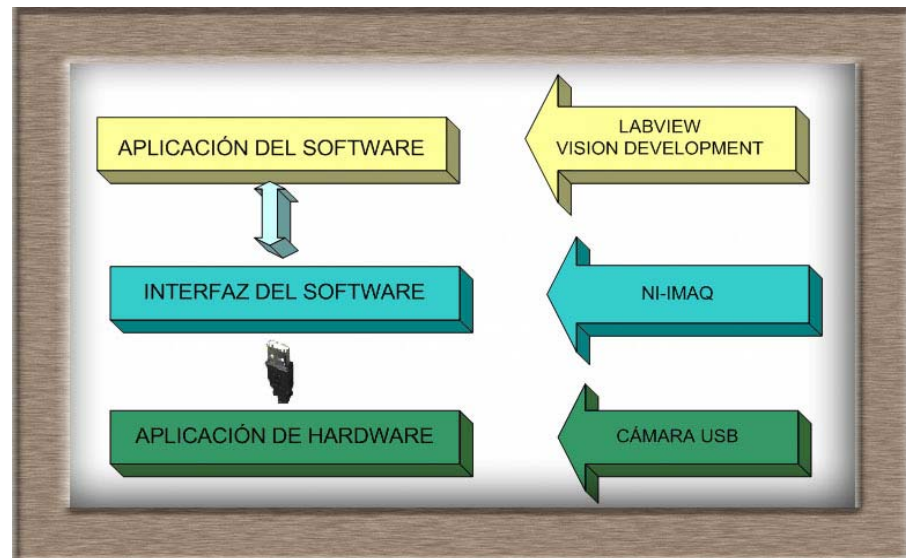 APLICACIÓN DEL SOFTWARE
LABVIEW
VISION DEVELOPMENT
INTERFAZ DEL SOFTWARE
NI-IMAQ
APLICACIÓN DE HARDWARE
CÁMARA USB